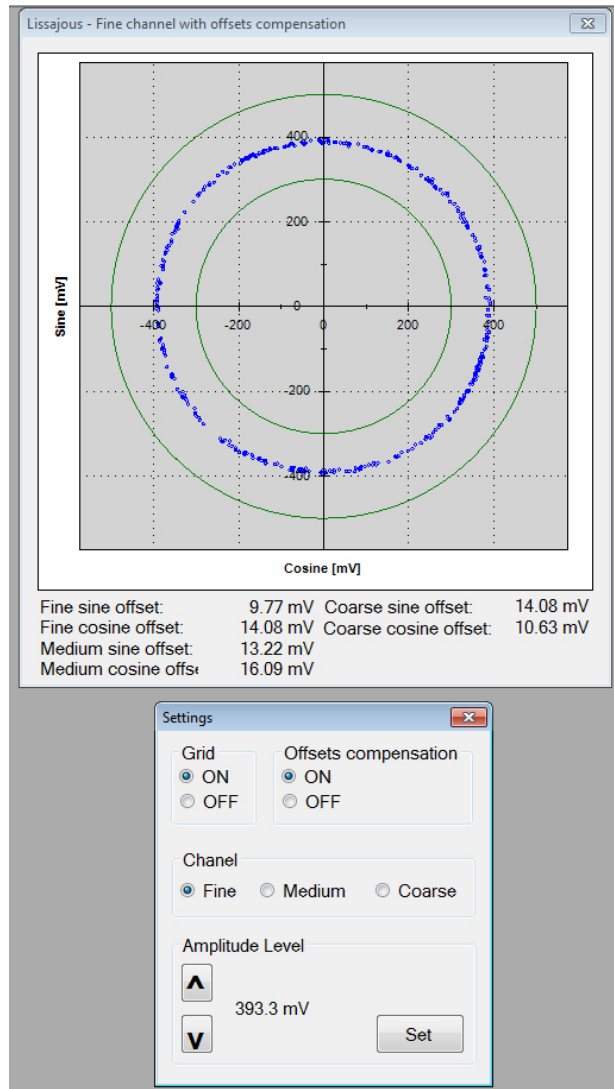 Lissajous - Fine channel with offsets compensation
400
200
0
-400 -200 0 200 400
-200
-400
Sine [mV]
Cosine [mV]
Fine sine offset: 9.77 mV Coarse sine offset: 14.08 mV
Fine cosine offset: 14.08 mV Coarse cosine offset: 10.63 mV
Medium sine offset: 13.22 mV
Medium cosine offse 16.09 mV
Settings
Grid Offsets compensation
ON ON
OFF OFF
Chanel
Fine Medium Coarse
Amplitude Level
393.3 mV
Set